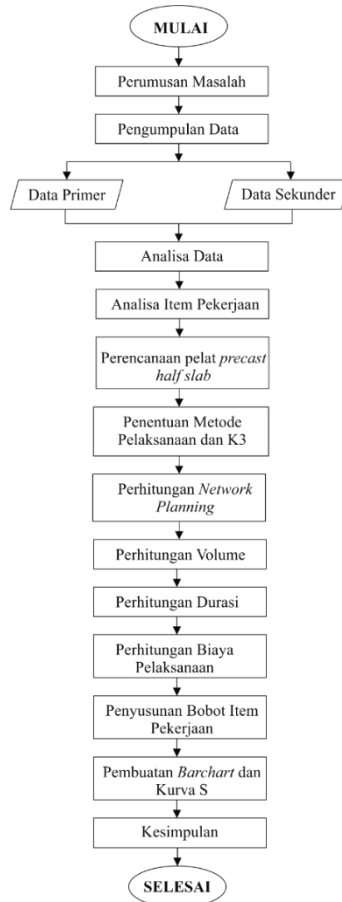 MULAI
Perumusan Masalah
Pengumpulan Data
Data Primer
Data Sekunder
Analisa Data
Analisa Item Pekerjaan
Perencanaan pelat precast
half slab
Penentuan Metode
Pelaksanaan dan K3
Perhitungan Network
Planning
Perhitungan Volume
Perhitungan Durasi
Perhitungan Biaya
Pelaksanaan
Penyusunan Bobot Item
Pekerjaan
Pembuatan Barchart dan
Kurva S
Kesimpulan
SELESAI